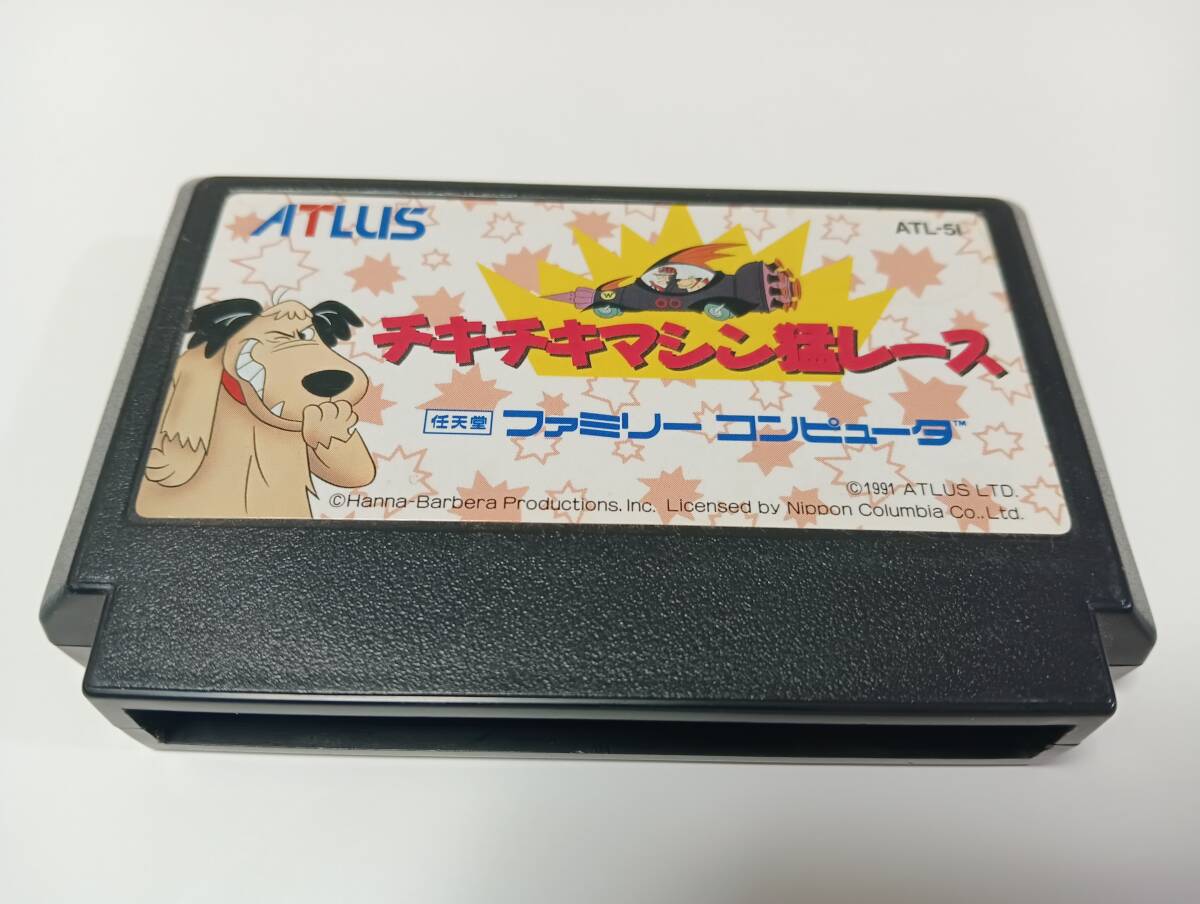 ATLUS
ATL-5I
W
チキチキマシン猛レース
任天堂 ファミリーコンピュータ™
©1991 ATLUS LTD.
©Hanna-Barbera Productions, Inc. Licensed by Nippon Columbia Co., Ltd.